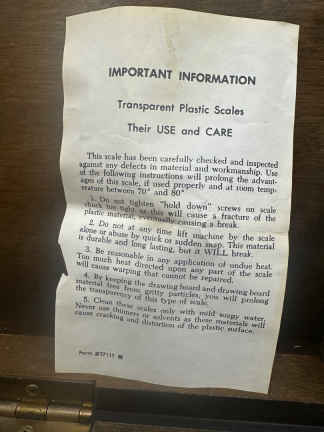 IMPORTANT INFORMATION
Transparent Plastic Scales
Their USE and CARE
This scale has been carefully checked and inspected
against any defects in material and workmanship. Use
of the following instructions will prolong the advant-
ages of this scale, if used properly and at room temp-
erature between 70° and 80°
1. Do not tighten "hold down" screws on scale
chuck too tight as this will cause a fracture of the
plastic material, eventually causing a break.
2. Do not at any time lift machine by the scale
alone or abuse by quick or sudden snap. This material
is durable and long lasting, but it WILL break.
3. Be reasonable in any application of undue heat.
Too much heat directed upon any part of the scale
will cause warping that cannot be repaired.
4. By keeping the drawing board and drawing board
material free from gritty particles, you will prolong
the transparency of this type of scale.
5. Clean these scales only with mild soapy water.
Never use thinners or solvents as these materials will
cause cracking and distortion of the plastic surface.
Form